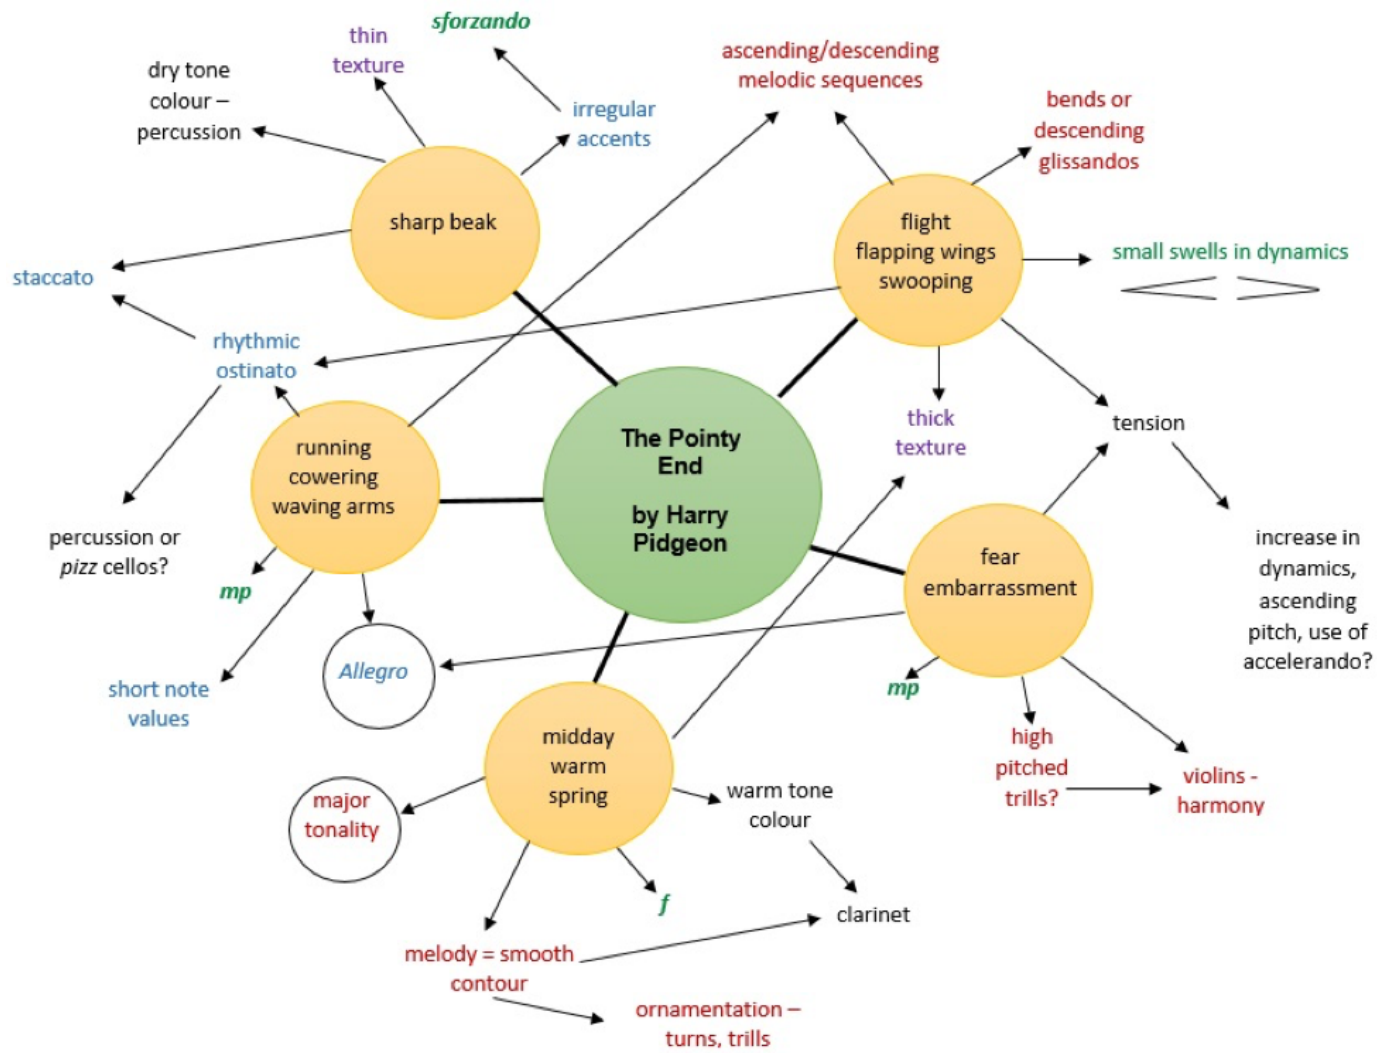 sforzando
thin
texture
dry tone
colour –
percussion
irregular
accents
sharp beak
ascending/descending
melodic sequences
bends or
descending
glissandos
flight
flapping wings
swooping
small swells in dynamics
staccato
rhythmic
ostinato
running
cowering
waving arms
percussion or
pizz cellos?
mp
short note
values
Allegro
The Pointy
End
by Harry
Pidgeon
thick
texture
tension
increase in
dynamics,
ascending
pitch, use of
accelerando?
fear
embarrassment
mp
high
pitched
trills?
violins -
harmony
midday
warm
spring
major
tonality
warm tone
colour
f
clarinet
melody = smooth
contour
ornamentation –
turns, trills